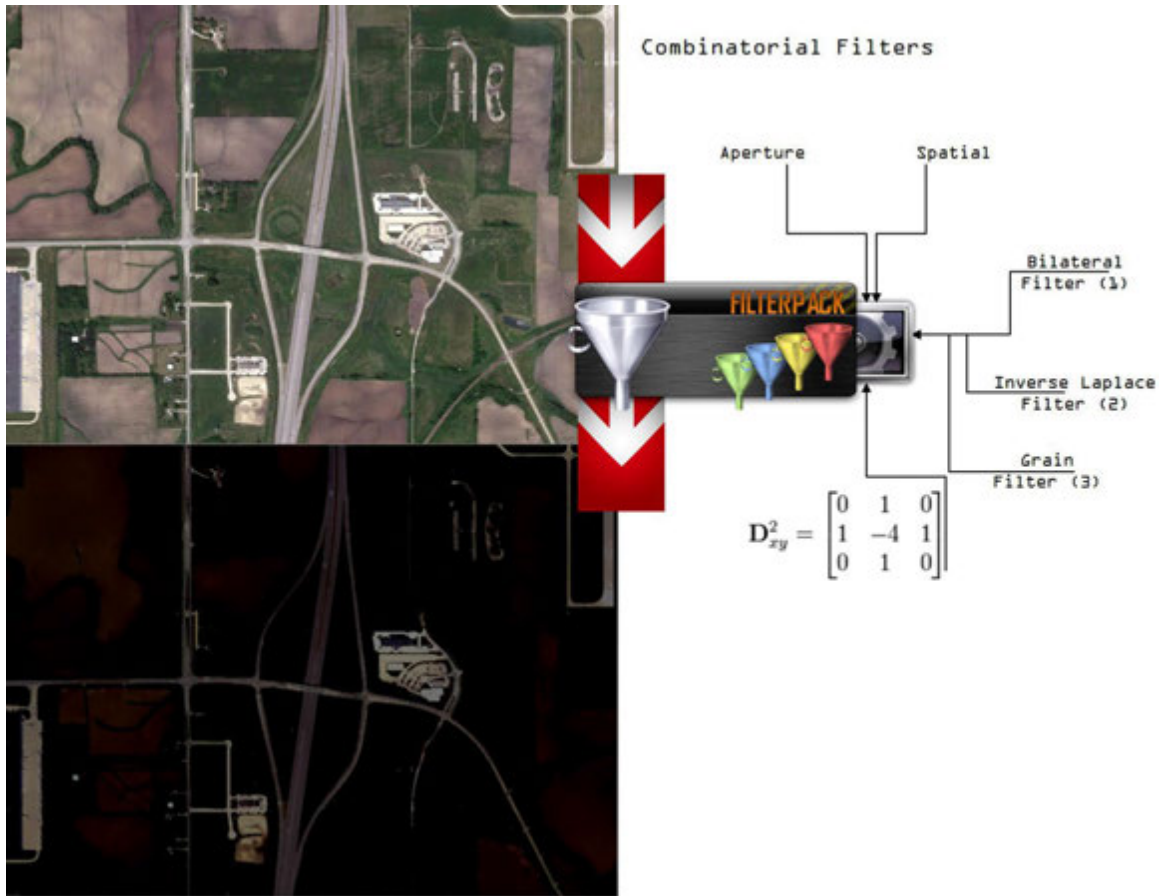 Combinatorial Filters
Aperture
Spatial
Bilateral
Filter (1)
FILTERPACK
Inverse Laplace
Filter (2)
Grain
Filter (3)
D²xy = [0 1 0
1 −4 1
0 1 0]